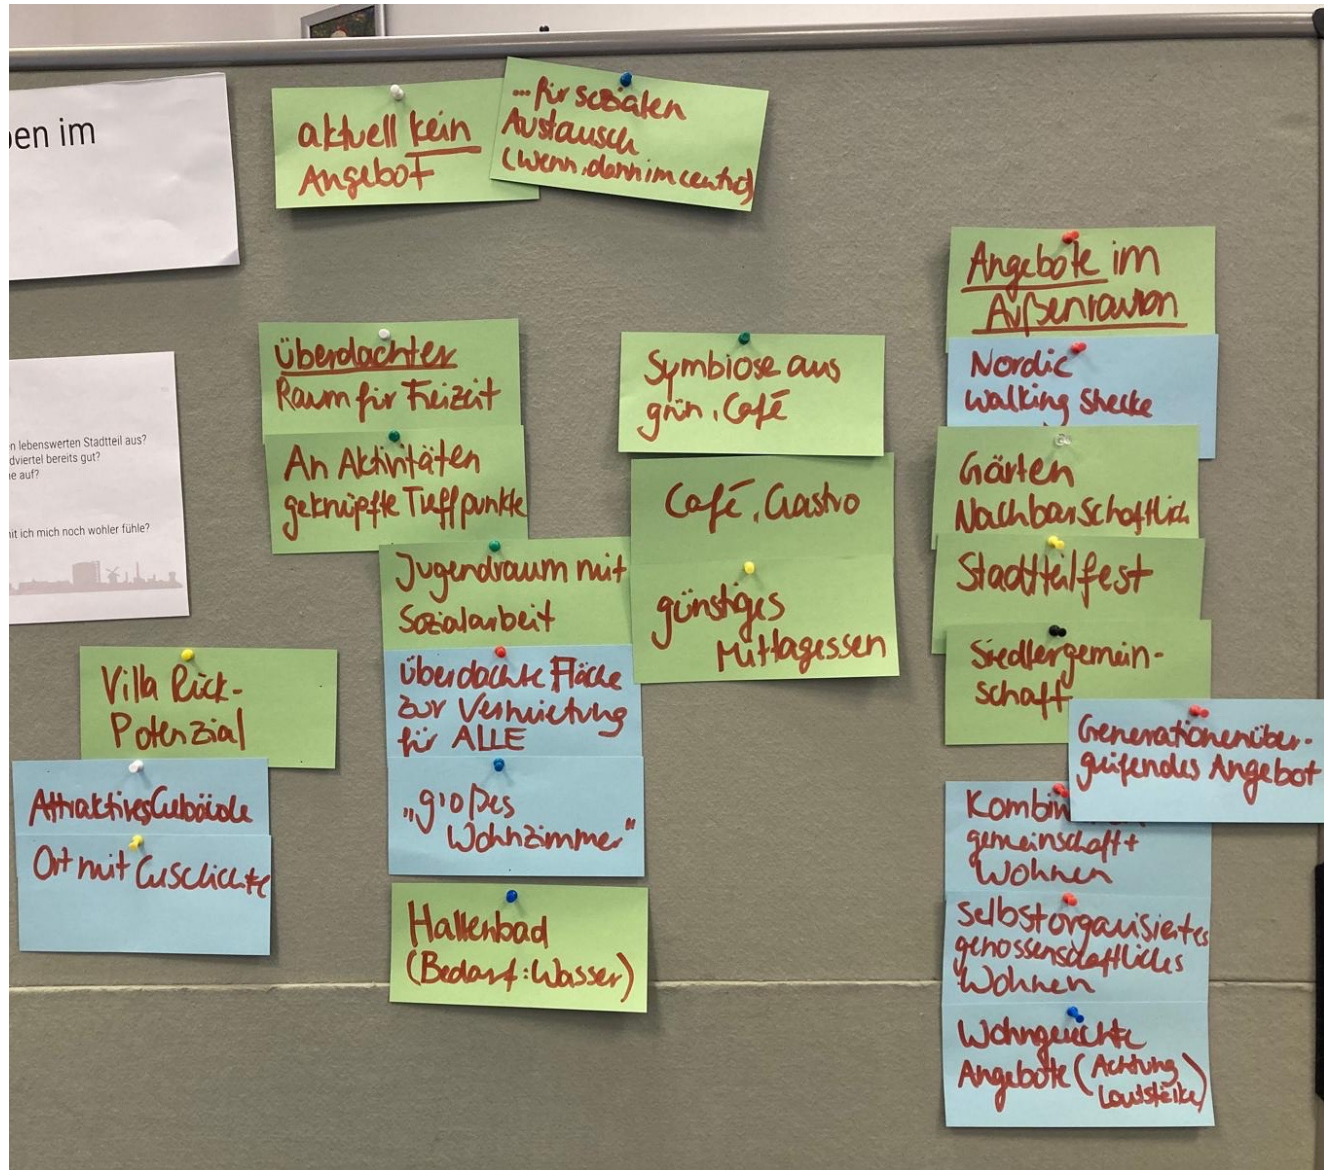 en im
aktuell kein
Angebot
... für sozialen
Austausch
(wenn, dann im centro)
n lebenswerten Stadtteil aus?
dviertel bereits gut?
e auf?
it ich mich noch wohler fühle?
Überdachter
Raum für Freizeit
An Aktivitäten
geknüpfte Treffpunkte
Jugendraum mit
Sozialarbeit
überdachte Fläche
zur Vermietung
für ALLE
"großes
Wohnzimmer"
Hallenbad
(Bedarf: Wasser)
Villa Rick-
Potenzial
Attraktives Gebäude
Ort mit Geschichte
Symbiose aus
grün, Café
Café, Gastro
günstiges
Mittagessen
Angebote im
Außenraum
Nordic
Walking Strecke
Gärten
Nachbarschaftlich
Stadtteilfest
Siedlergemein-
schaft
Generationenüber-
greifendes Angebot
Kombin
gemeinschaft +
Wohnen
Selbstorganisiertes
genossenschaftliches
Wohnen
Wohngerechte
Angebote (Achtung
Lautstärke)